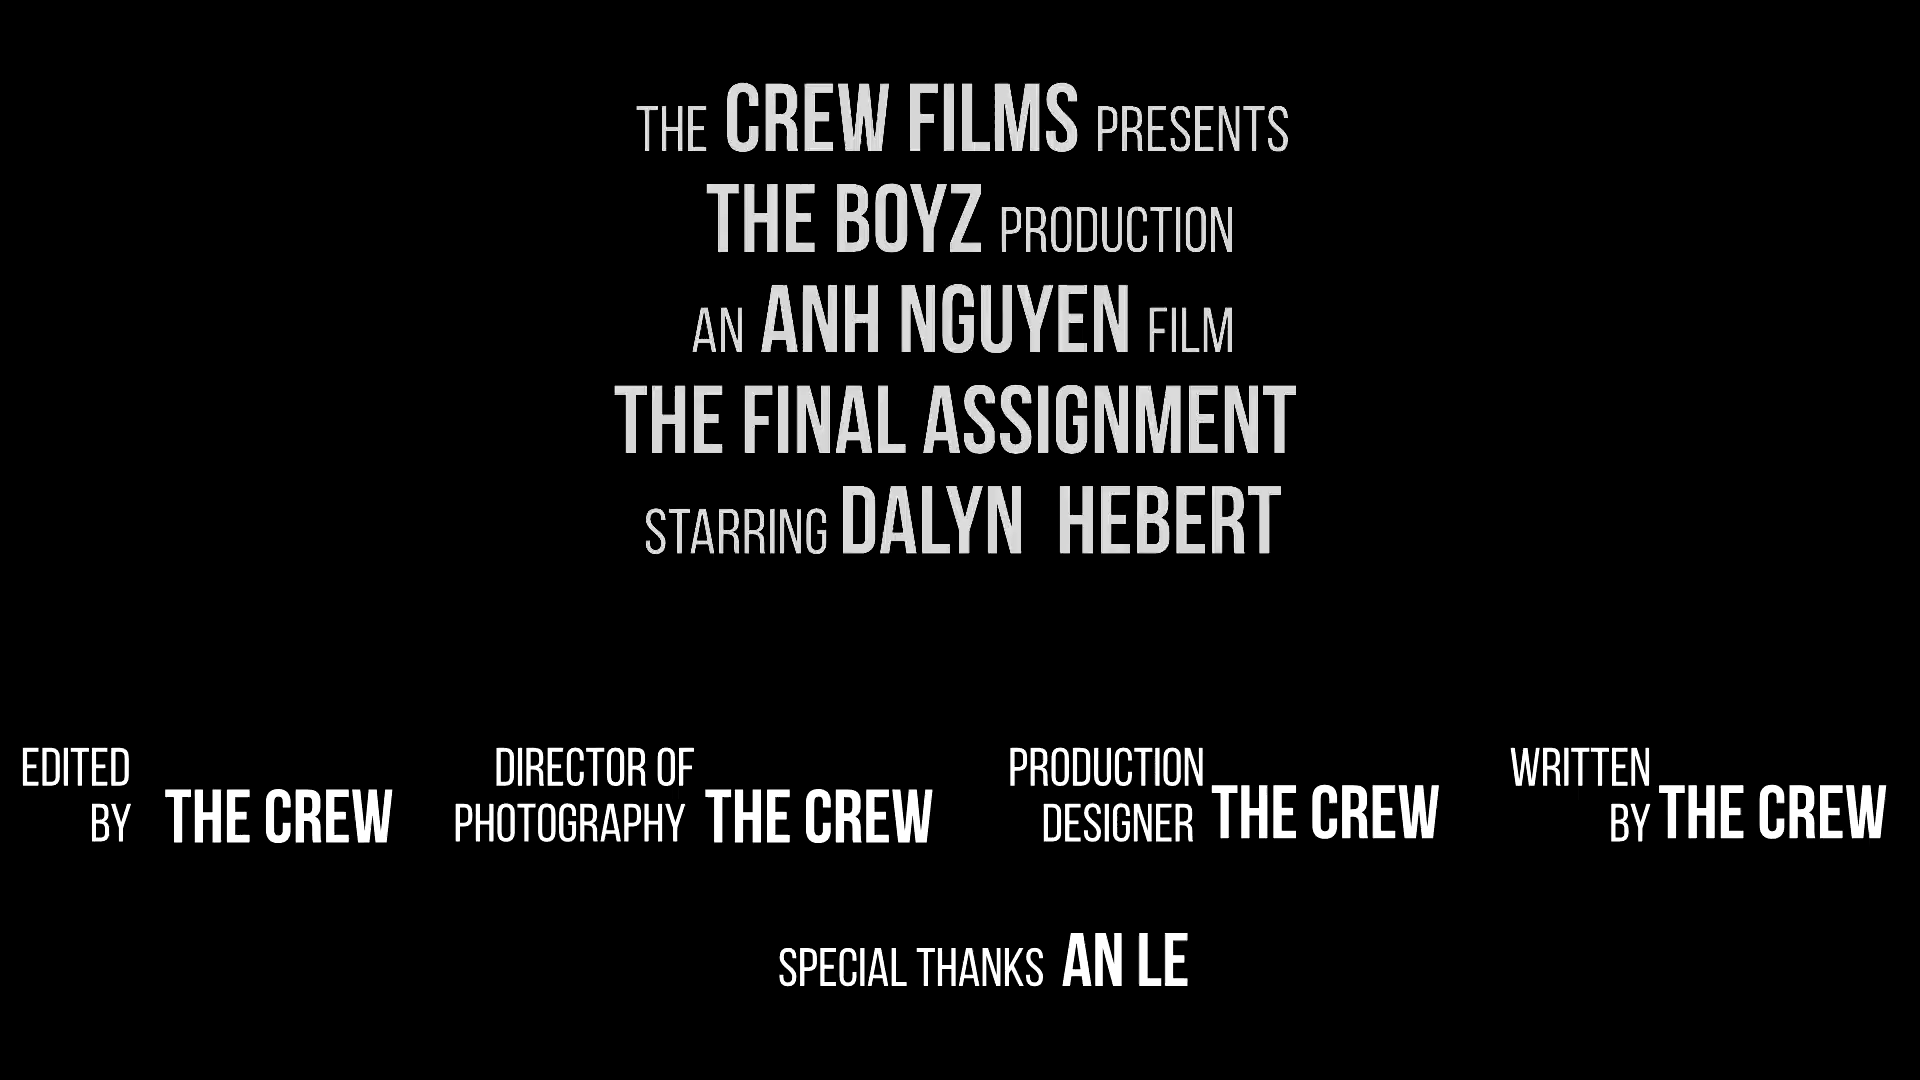 THE CREW FILMS PRESENTS
THE BOYZ PRODUCTION
AN ANH NGUYEN FILM
THE FINAL ASSIGNMENT
STARRING DALYN HEBERT
EDITED
BY THE CREW
DIRECTOR OF
PHOTOGRAPHY THE CREW
PRODUCTION
DESIGNER THE CREW
WRITTEN
BY THE CREW
SPECIAL THANKS AN LE